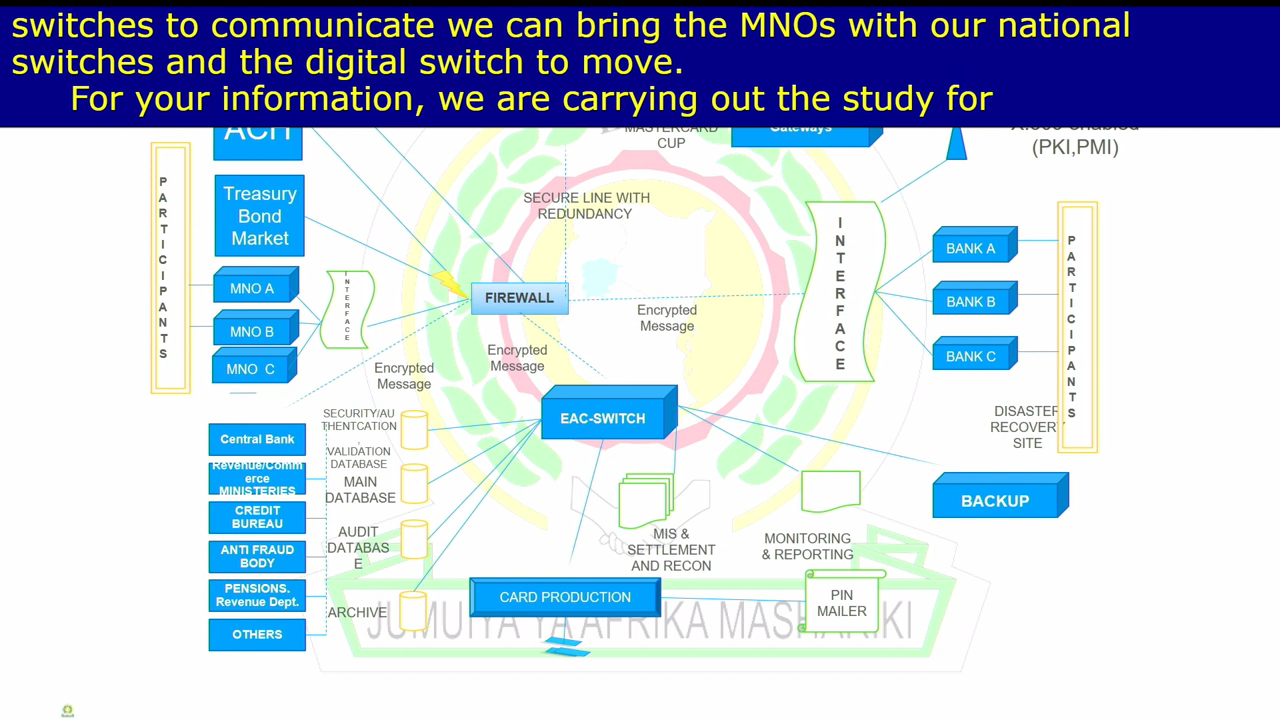 switches to communicate we can bring the MNOs with our national
switches and the digital switch to move.
For your information, we are carrying out the study for
ACH
MASTERCARD
CUP
Gateways
(PKI,PMI)
PARTICIPANTS
Treasury
Bond
Market
SECURE LINE WITH
REDUNDANCY
INTERFACE
BANK A
BANK B
BANK C
PARTICIPANTS
MNO A
MNO B
MNO C
INTERFACE
FIREWALL
Encrypted
Message
Encrypted
Message
Encrypted
Message
EAC-SWITCH
DISASTER
RECOVERY
SITE
BACKUP
SECURITY/AU
THENTCATION
,
VALIDATION
DATABASE
MAIN
DATABASE
AUDIT
DATABAS
E
ARCHIVE
Central Bank
Revenue/Comm
erce
MINISTERIES
CREDIT
BUREAU
ANTI FRAUD
BODY
PENSIONS.
Revenue Dept.
OTHERS
MIS &
SETTLEMENT
AND RECON
MONITORING
& REPORTING
CARD PRODUCTION
PIN
MAILER
JUMUIYA YA AFRIKA MASHARIKI